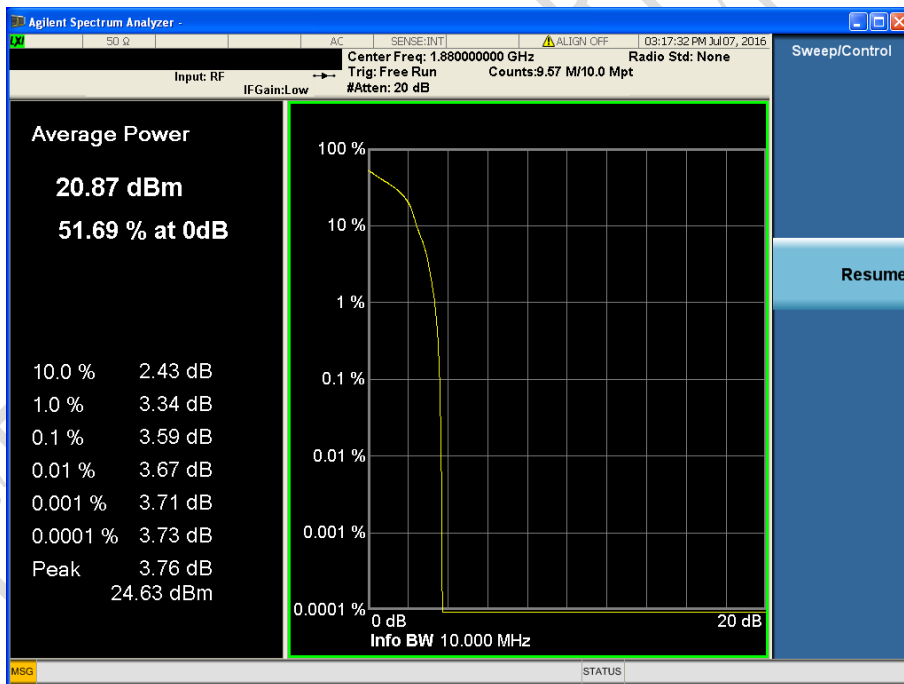 Agilent Spectrum Analyzer -
LXI 50 Ω AC SENSE:INT ALIGN OFF 03:17:32 PM Jul 07, 2016
Center Freq: 1.880000000 GHz Radio Std: None
Input: RF Trig: Free Run Counts:9.57 M/10.0 Mpt
IFGain:Low #Atten: 20 dB
Sweep/Control
Resume
Average Power
20.87 dBm
51.69 % at 0dB
10.0 % 2.43 dB
1.0 % 3.34 dB
0.1 % 3.59 dB
0.01 % 3.67 dB
0.001 % 3.71 dB
0.0001 % 3.73 dB
Peak 3.76 dB
24.63 dBm
100 %
10 %
1 %
0.1 %
0.01 %
0.001 %
0.0001 %
0 dB 20 dB
Info BW 10.000 MHz
MSG STATUS